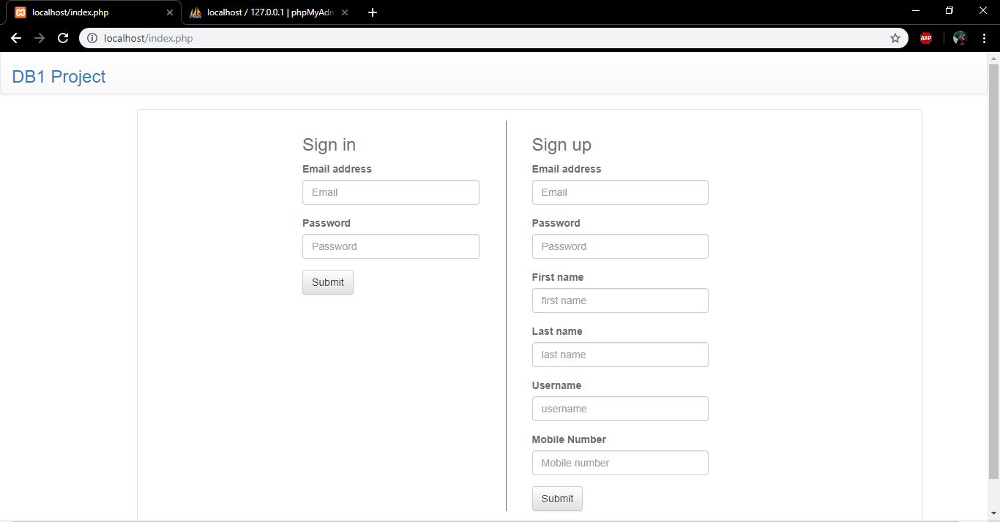 localhost/index.php
localhost / 127.0.0.1 | phpMyAdm
localhost/index.php
ABP
DB1 Project
Sign in
Email address
Email
Password
Password
Submit
Sign up
Email address
Email
Password
Password
First name
first name
Last name
last name
Username
username
Mobile Number
Mobile number
Submit